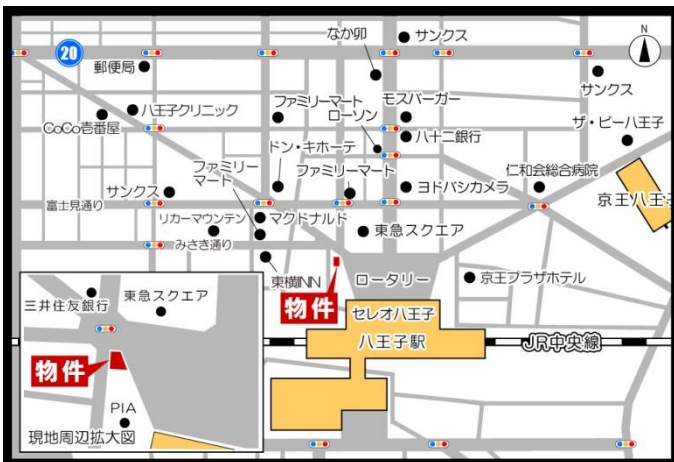 なか卯
サンクス
N
20
郵便局
サンクス
八王子クリニック
ファミリーマート
モスバーガー
ローソン
CoCo壱番屋
ザ・ビー八王子
八十二銀行
ドン・キホーテ
ファミリー
マート
ファミリーマート
仁和会総合病院
サンクス
ヨドバシカメラ
京王八王子
富士見通り
リカーマウンテン
マクドナルド
東急スクエア
みさき通り
東横INN
ロータリー
京王プラザホテル
物件
セレオ八王子
八王子駅
JR中央線
三井住友銀行
東急スクエア
物件
PIA
現地周辺拡大図